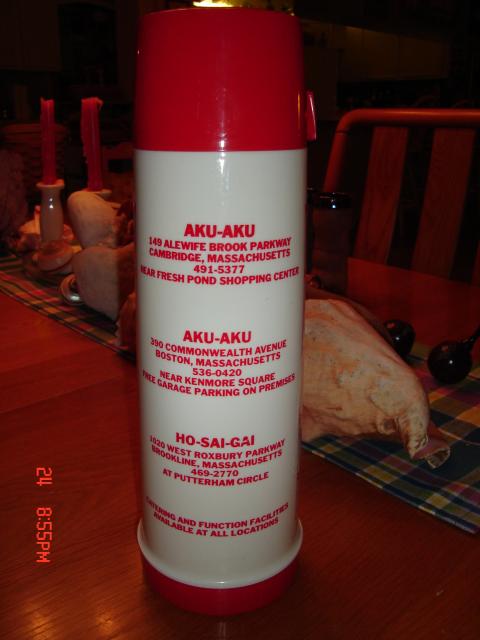 AKU-AKU
149 ALEWIFE BROOK PARKWAY
CAMBRIDGE, MASSACHUSETTS
491-5377
NEAR FRESH POND SHOPPING CENTER
AKU-AKU
390 COMMONWEALTH AVENUE
BOSTON, MASSACHUSETTS
536-0420
NEAR KENMORE SQUARE
FREE GARAGE PARKING ON PREMISES
HO-SAI-GAI
1020 WEST ROXBURY PARKWAY
BROOKLINE, MASSACHUSETTS
469-2770
AT PUTTERHAM CIRCLE
CATERING AND FUNCTION FACILITIES
AVAILABLE AT ALL LOCATIONS
24 8:55PM